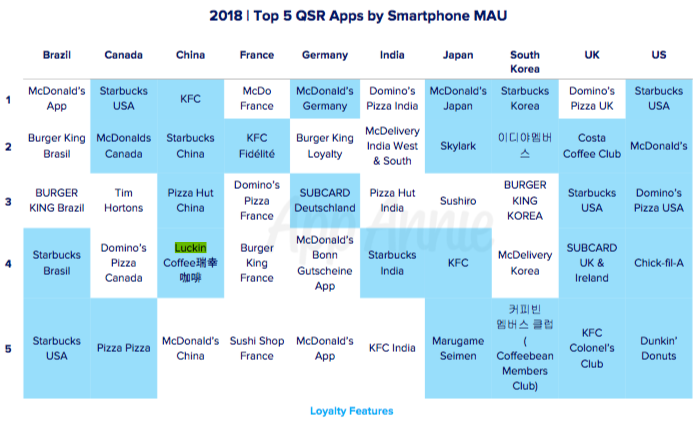 2018 | Top 5 QSR Apps by Smartphone MAU
Brazil Canada China France Germany India Japan South Korea UK US
1 McDonald's App Starbucks USA KFC McDo France McDonald's Germany Domino's Pizza India McDonald's Japan Starbucks Korea Domino's Pizza UK Starbucks USA
2 Burger King Brasil McDonalds Canada Starbucks China KFC Fidélité Burger King Loyalty McDelivery India West & South Skylark 이디야멤버스 Costa Coffee Club McDonald's
3 BURGER KING Brazil Tim Hortons Pizza Hut China Domino's Pizza France SUBCARD Deutschland Pizza Hut India Sushiro BURGER KING KOREA Starbucks USA Domino's Pizza USA
4 Starbucks Brasil Domino's Pizza Canada Luckin Coffee瑞幸咖啡 Burger King France McDonald's Bonn Gutscheine App Starbucks India KFC McDelivery Korea SUBCARD UK & Ireland Chick-fil-A
5 Starbucks USA Pizza Pizza McDonald's China Sushi Shop France McDonald's App KFC India Marugame Seimen 커피빈 멤버스 클럽 ( Coffeebean Members Club) KFC Colonel's Club Dunkin' Donuts
App Annie
Loyalty Features